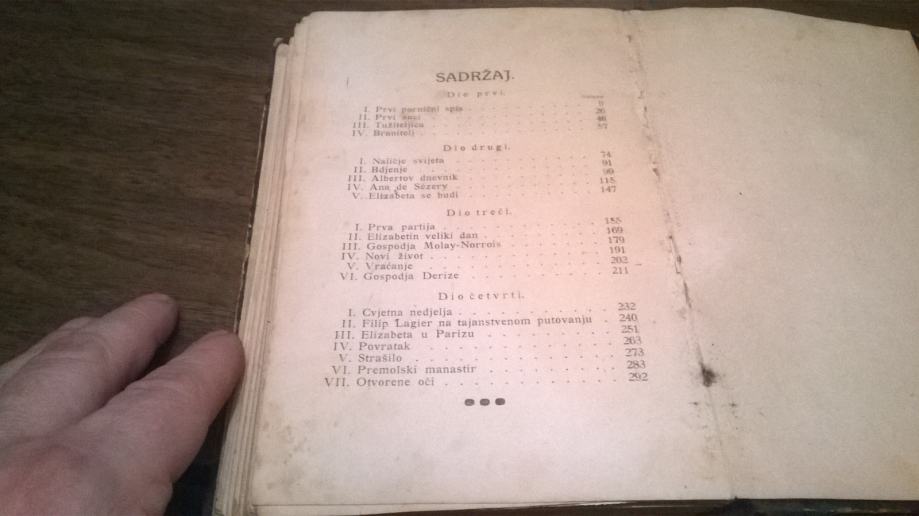 SADRŽAJ.
Dio prvi.
I. Prvi parnični spis 9
II. Prvi susi 26
III. Tužiteljica 46
IV. Branitelj 57
Dio drugi.
I. Naličje svijeta 74
II. Bdjenje 91
III. Albertov dnevnik 99
IV. Ana de Sézery 115
V. Elizabeta se budi 147
Dio treći.
I. Prva partija 155
II. Elizabetin veliki dan 169
III. Gospodja Molay-Norrois 179
IV. Novi život 191
V. Vraćanje 202
VI. Gospodja Derize 211
Dio četvrti.
I. Cvjetna nedjelja 232
II. Filip Lagier na tajanstvenom putovanju 240
III. Elizabeta u Parizu 251
IV. Povratak 263
V. Strašilo 273
VI. Premolski manastir 283
VII. Otvorene oči 292